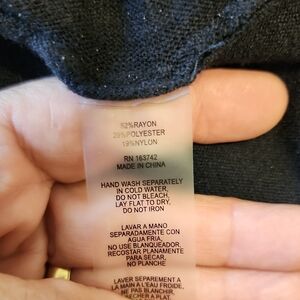 52%RAYON
29%POLYESTER
19%NYLON
RN 163742
MADE IN CHINA
HAND WASH SEPARATELY
IN COLD WATER,
DO NOT BLEACH,
LAY FLAT TO DRY,
DO NOT IRON
LAVAR A MANO
SEPARADAMENTE CON
AGUA FRIA,
NO USE BLANQUEADOR,
RECOSTAR PLANAMENTE
PARA SECAR,
NO PLANCHE
LAVER SEPAREMENT A
LA MAIN A L'EAU FROIDE,
NE PAS BLANCHIR,
SECHER A PLAT,